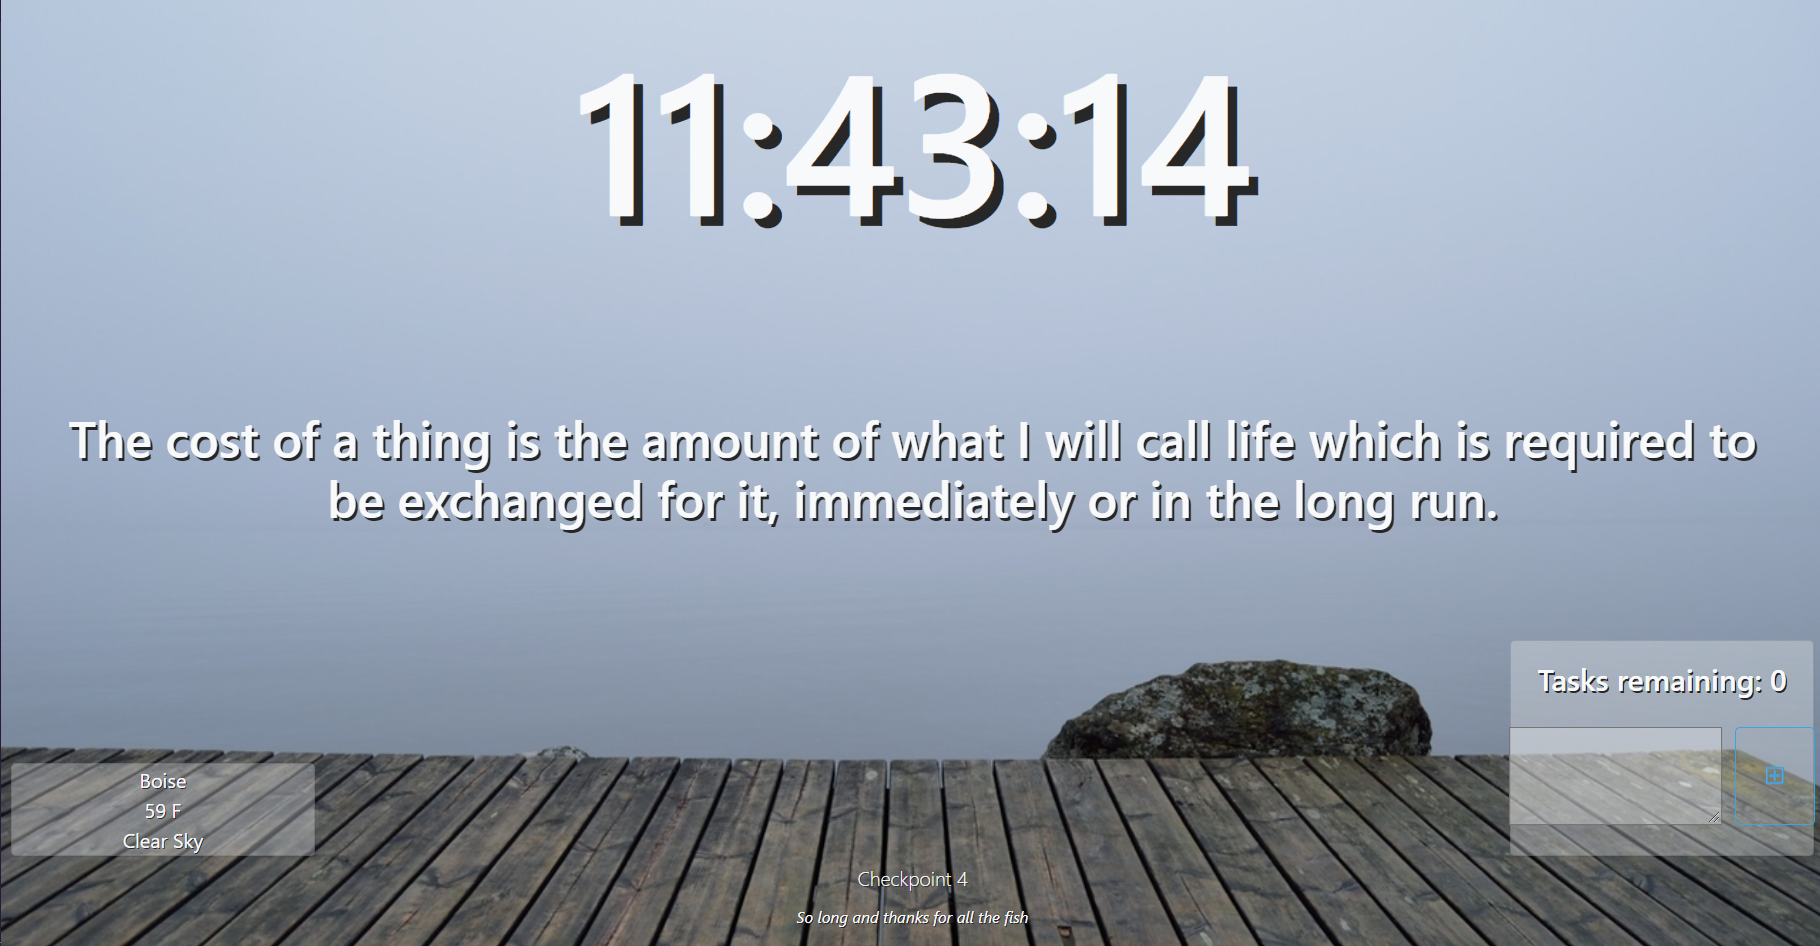 11:43:14
The cost of a thing is the amount of what I will call life which is required to
be exchanged for it, immediately or in the long run.
Tasks remaining: 0
Boise
59 F
Clear Sky
Checkpoint 4
So long and thanks for all the fish